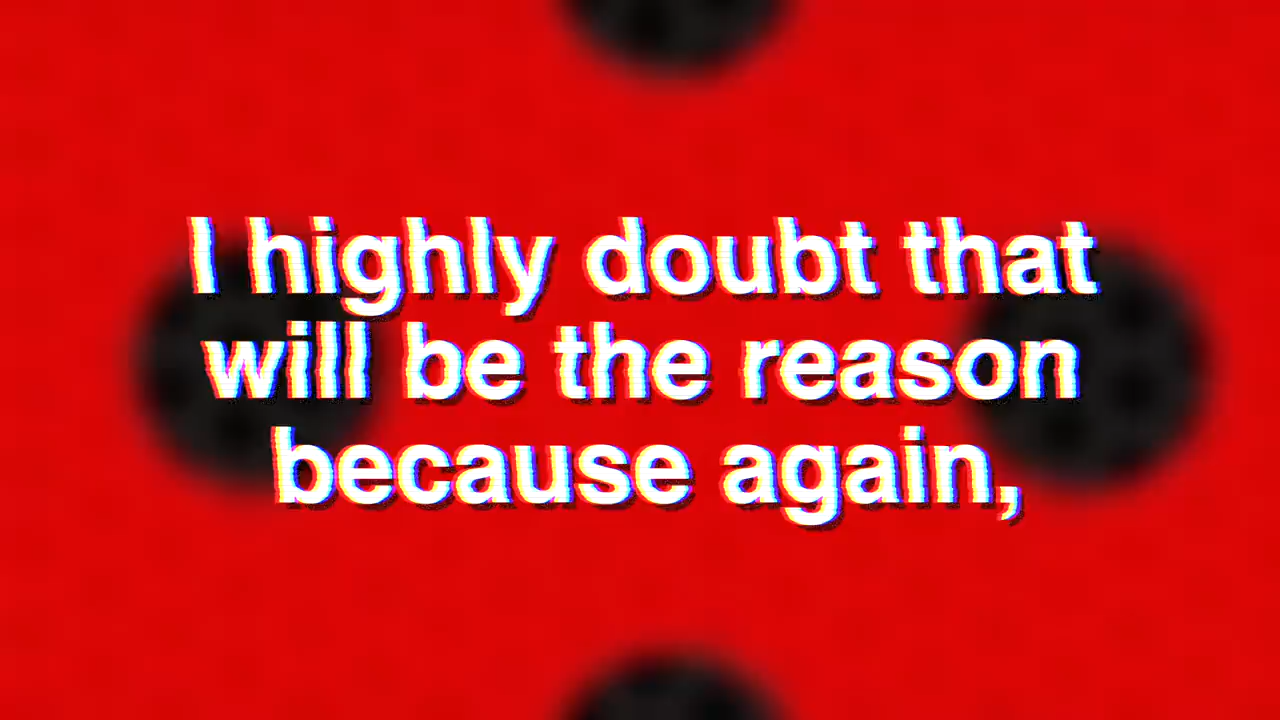 I highly doubt that
will be the reason
because again,